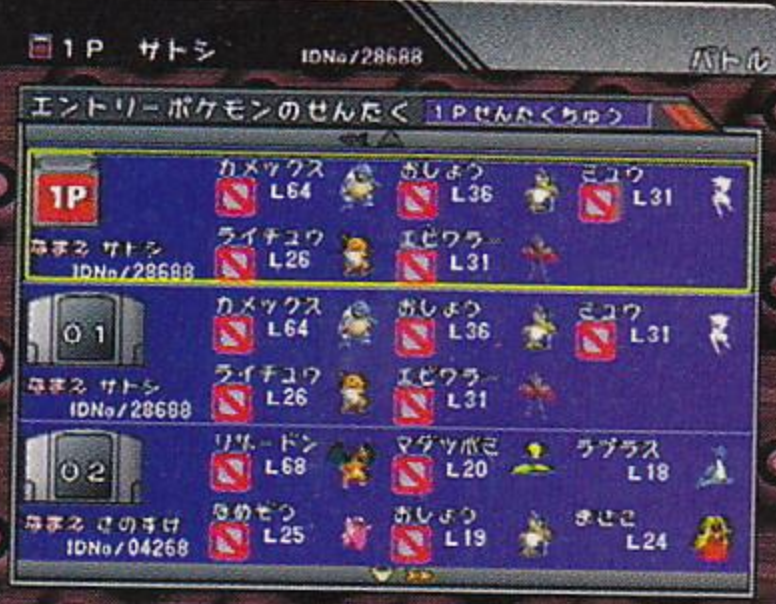 1P サトシ IDNo/28688 バトル
エントリーポケモンのせんたく 1Pせんたくちゅう
1P カメックス L64 おしょう L36 ミュウ L31
なまえ サトシ ライチュウ L26 エビワラー L31
IDNo/28688
01 カメックス L64 おしょう L36 ミュウ L31
なまえ サトシ ライチュウ L26 エビワラー L31
IDNo/28688
02 リザードン L68 マダツボミ L20 ラプラス L18
なまえ きのすけ なめぞう L25 おしょう L19 まさこ L24
IDNo/04268